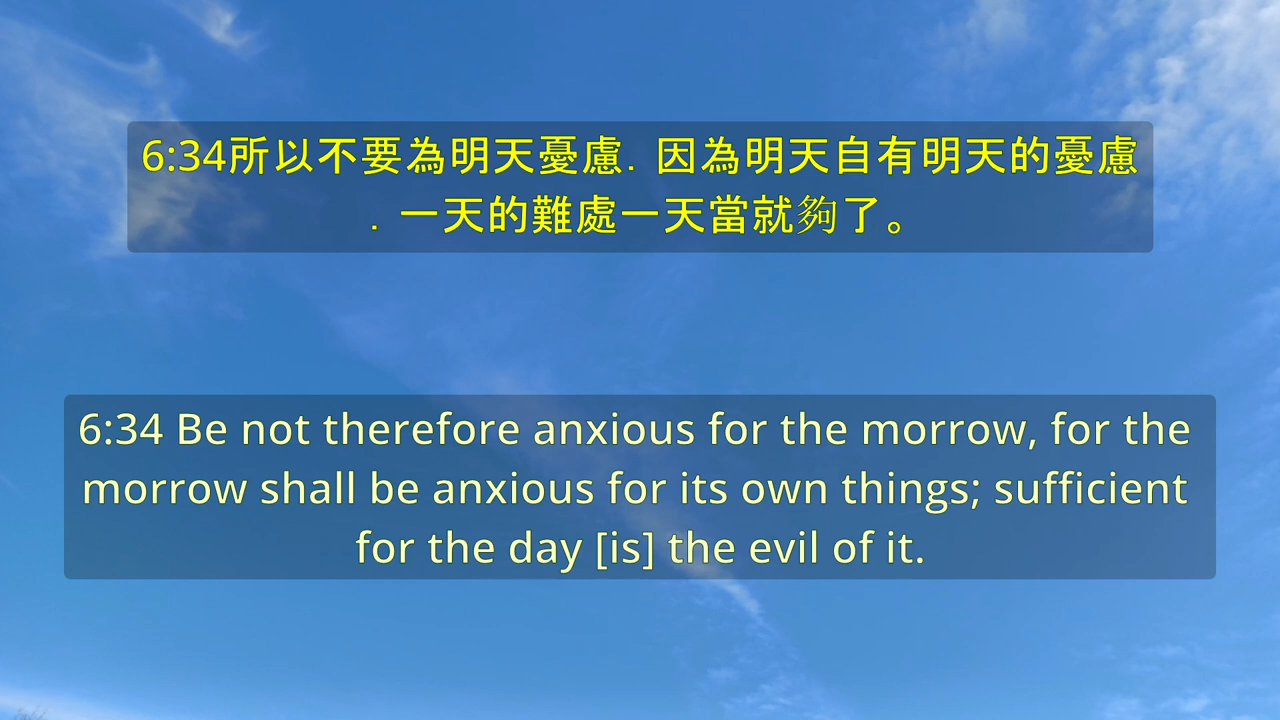 6:34所以不要為明天憂慮．因為明天自有明天的憂慮
．一天的難處一天當就夠了。
6:34 Be not therefore anxious for the morrow, for the
morrow shall be anxious for its own things; sufficient
for the day [is] the evil of it.